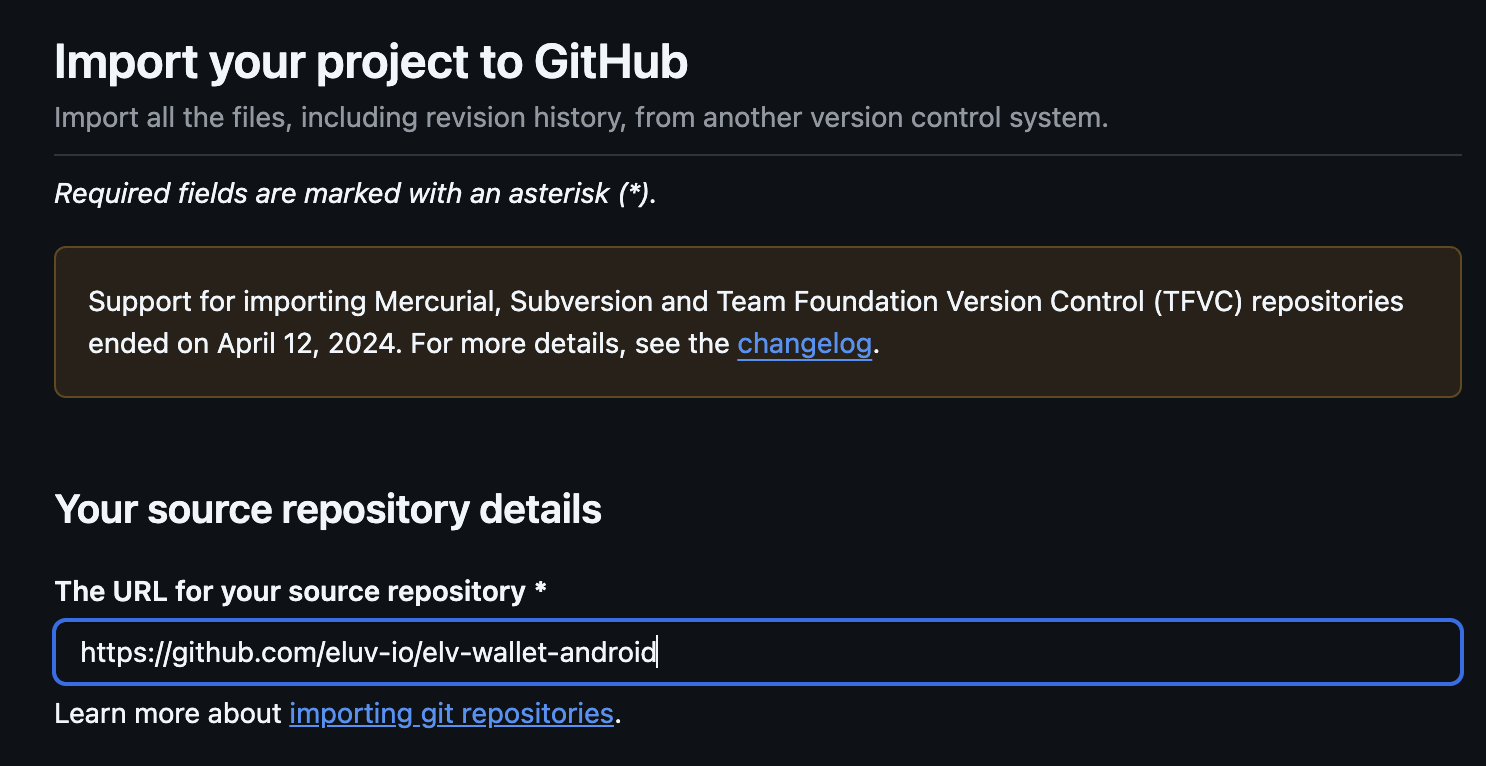 Import your project to GitHub
Import all the files, including revision history, from another version control system.
Required fields are marked with an asterisk (*).
Support for importing Mercurial, Subversion and Team Foundation Version Control (TFVC) repositories
ended on April 12, 2024. For more details, see the changelog.
Your source repository details
The URL for your source repository *
https://github.com/eluv-io/elv-wallet-android
Learn more about importing git repositories.